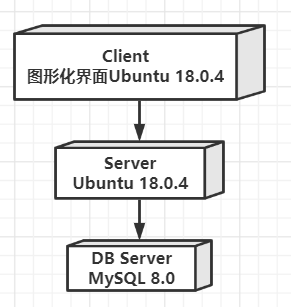 Client
图形化界面Ubuntu 18.0.4
Server
Ubuntu 18.0.4
DB Server
MySQL 8.0